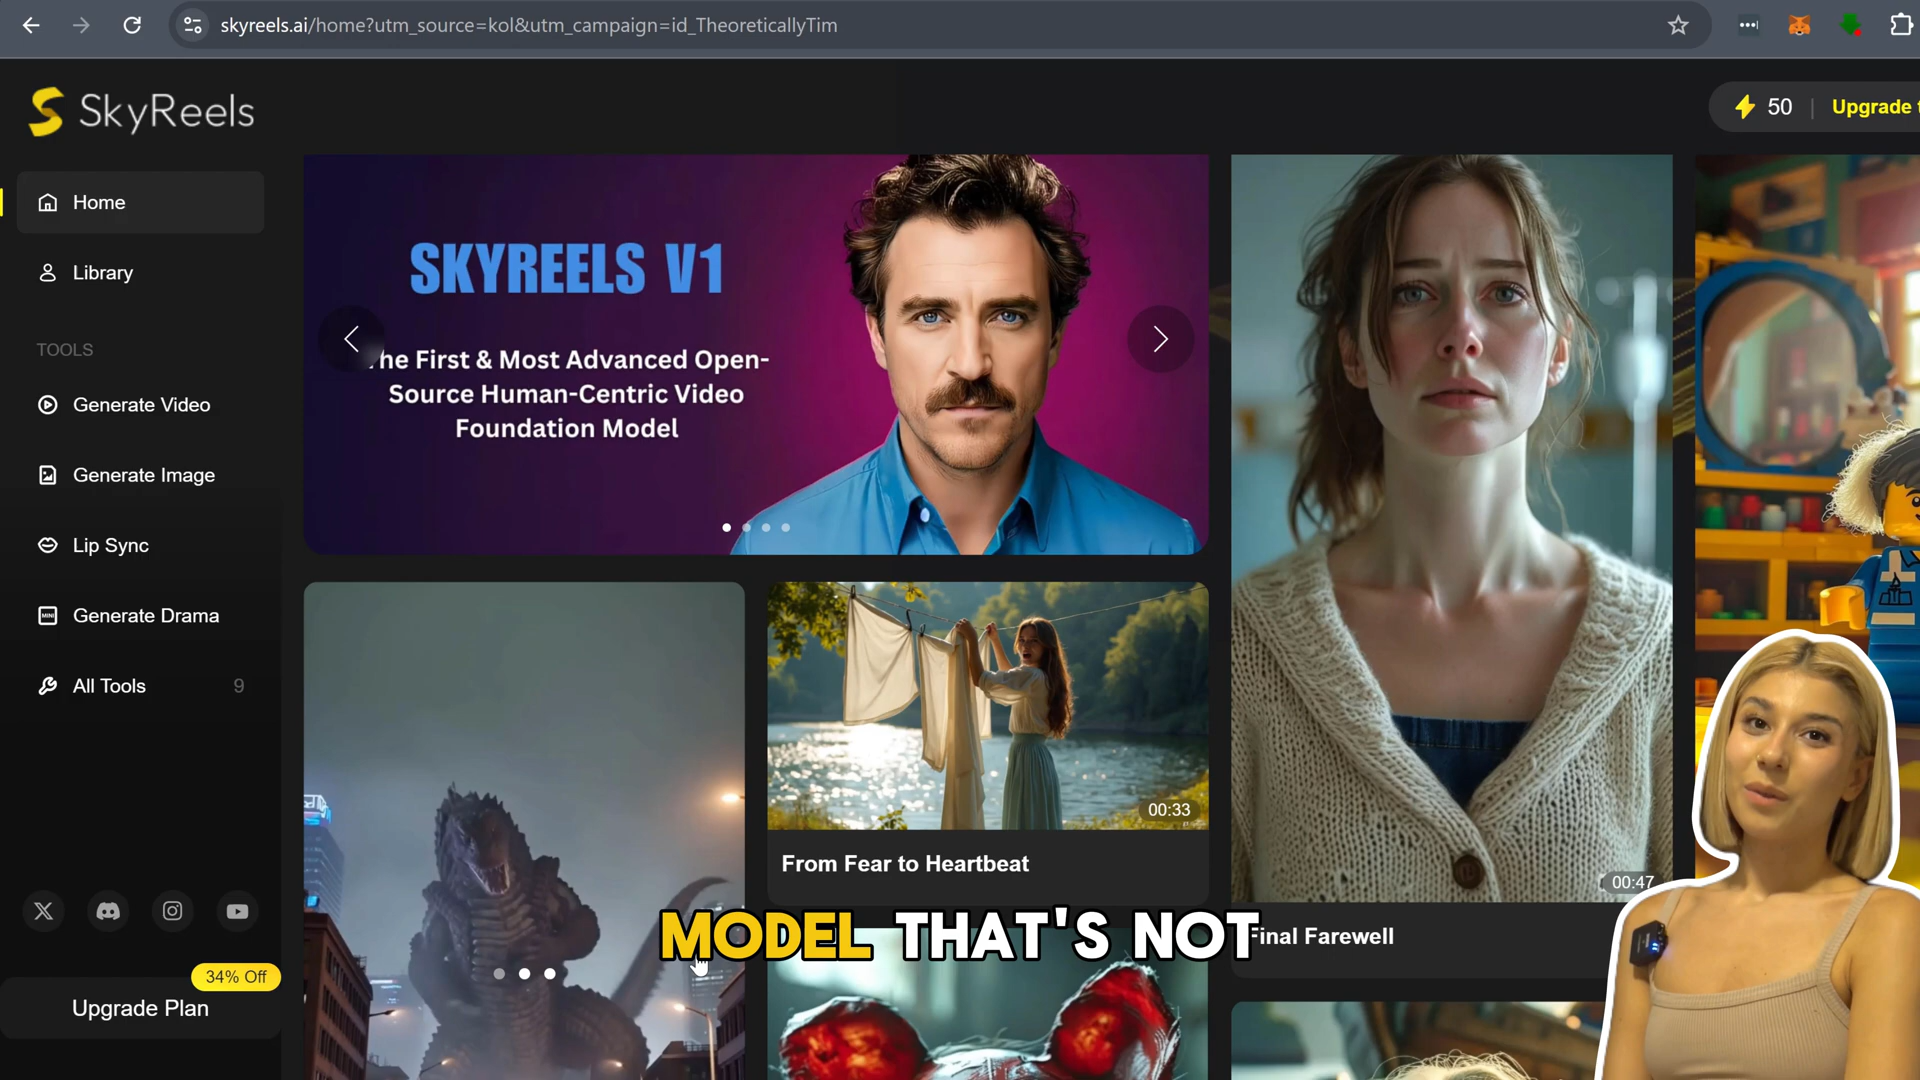 skyreels.ai/home?utm_source=kol&utm_campaign=id_TheoreticallyTim
SkyReels
50
Upgrade
Home
Library
TOOLS
Generate Video
Generate Image
Lip Sync
Generate Drama
All Tools
9
34% Off
Upgrade Plan
SKYREELS V1
he First & Most Advanced Open-
Source Human-Centric Video
Foundation Model
00:33
From Fear to Heartbeat
00:47
Final Farewell
MODEL THAT'S NOT